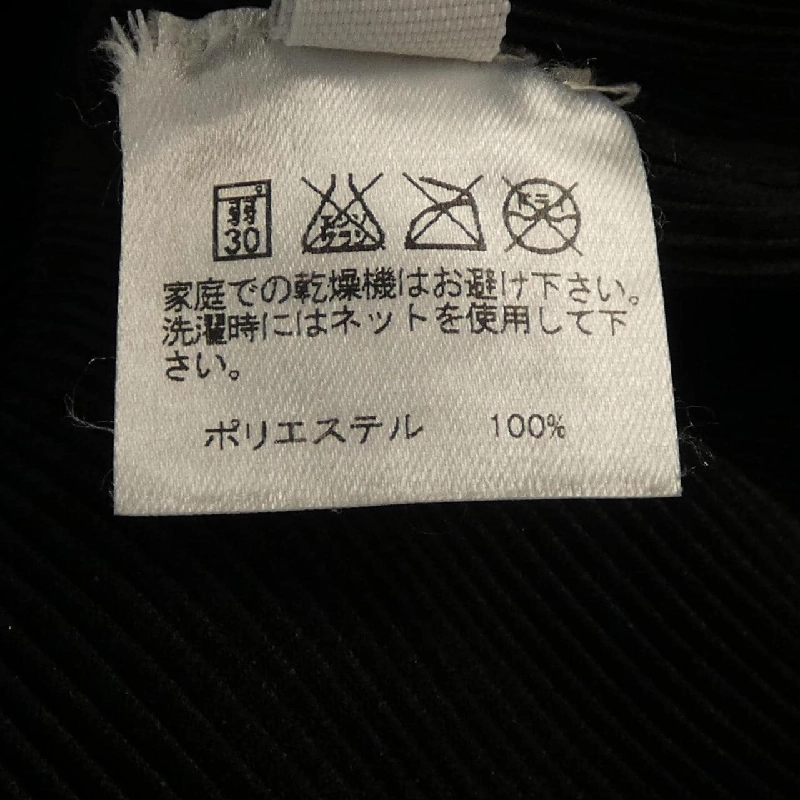 弱
30
エンソ
サラシ
ドライ
家庭での乾燥機はお避け下さい。
洗濯時にはネットを使用して下
さい。
ポリエステル 100%